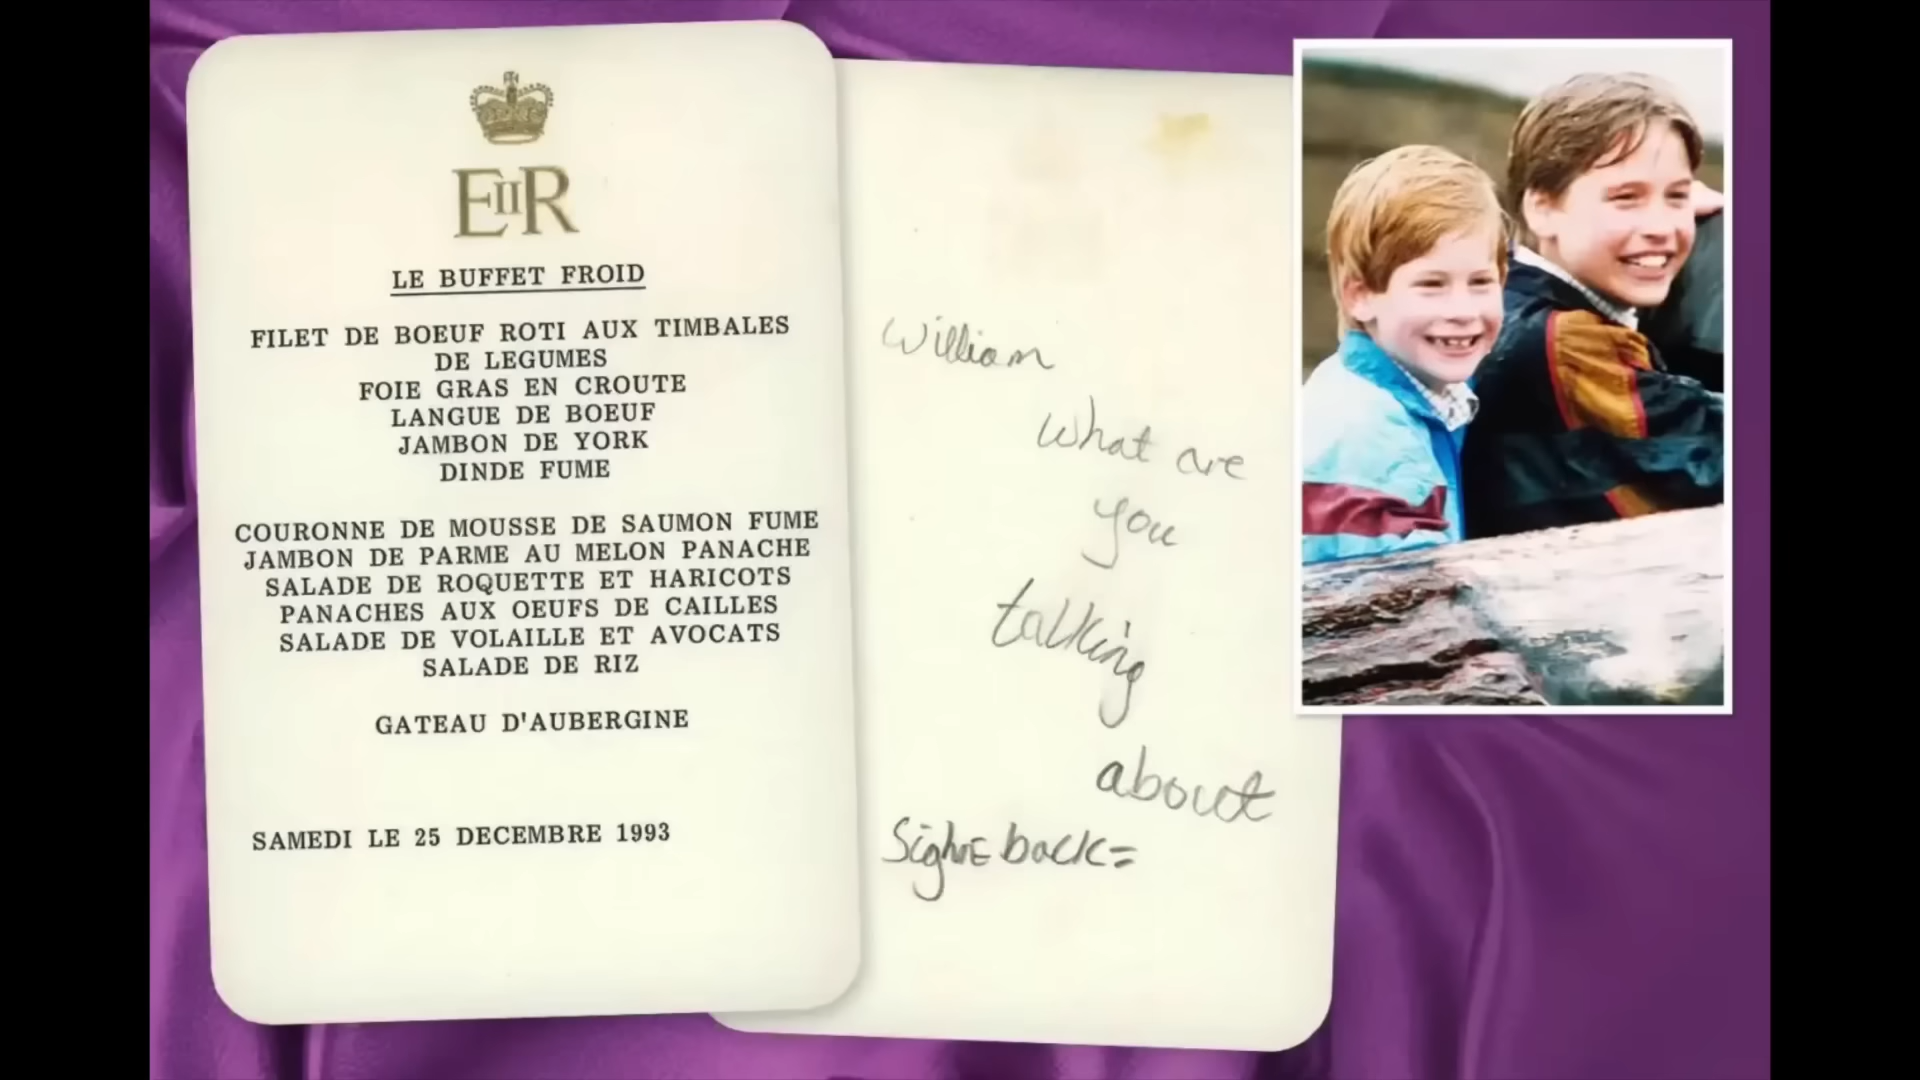 EIIR
LE BUFFET FROID
FILET DE BOEUF ROTI AUX TIMBALES
DE LEGUMES
FOIE GRAS EN CROUTE
LANGUE DE BOEUF
JAMBON DE YORK
DINDE FUME
COURONNE DE MOUSSE DE SAUMON FUME
JAMBON DE PARME AU MELON PANACHE
SALADE DE ROQUETTE ET HARICOTS
PANACHES AUX OEUFS DE CAILLES
SALADE DE VOLAILLE ET AVOCATS
SALADE DE RIZ
GATEAU D'AUBERGINE
SAMEDI LE 25 DECEMBRE 1993
William
What are
you
talking
about
back=